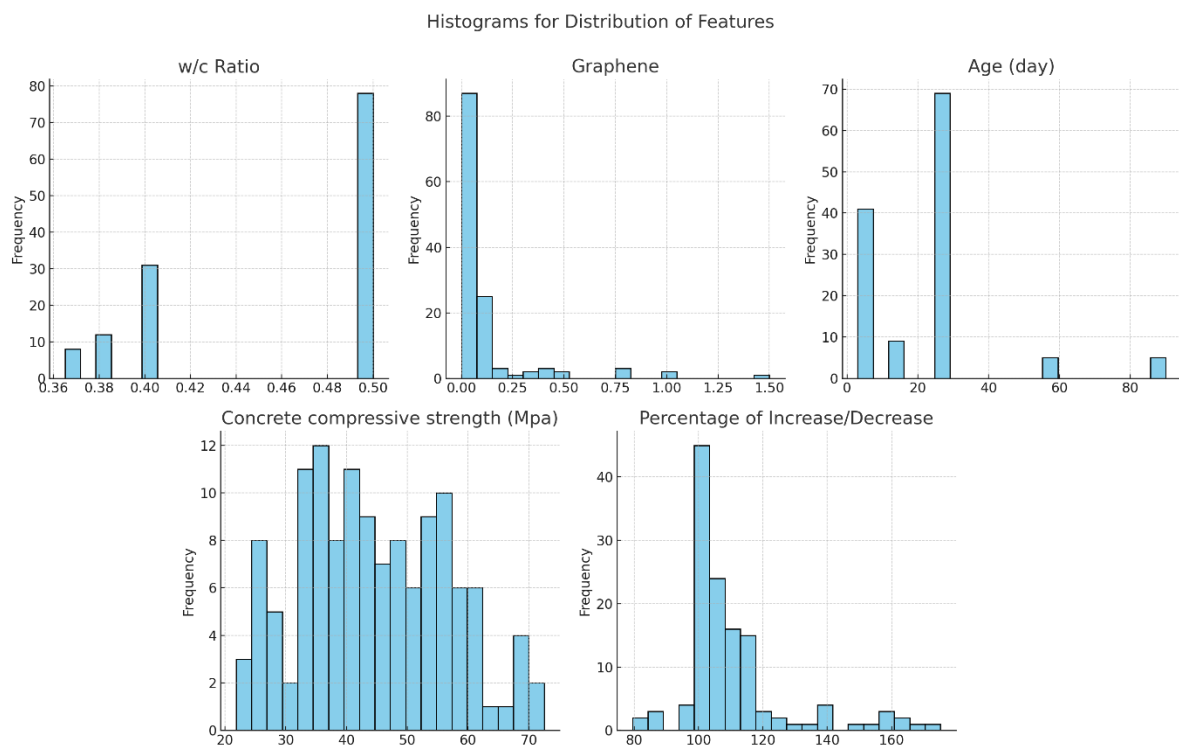 Histograms for Distribution of Features
w/c Ratio
Frequency
80
70
60
50
40
30
20
10
0
0.36 0.38 0.40 0.42 0.44 0.46 0.48 0.50
Graphene
Frequency
80
60
40
20
0
0.00 0.25 0.50 0.75 1.00 1.25 1.50
Age (day)
Frequency
70
60
50
40
30
20
10
0
0 20 40 60 80
Concrete compressive strength (Mpa)
Frequency
12
10
8
6
4
2
0
20 30 40 50 60 70
Percentage of Increase/Decrease
Frequency
40
30
20
10
0
80 100 120 140 160